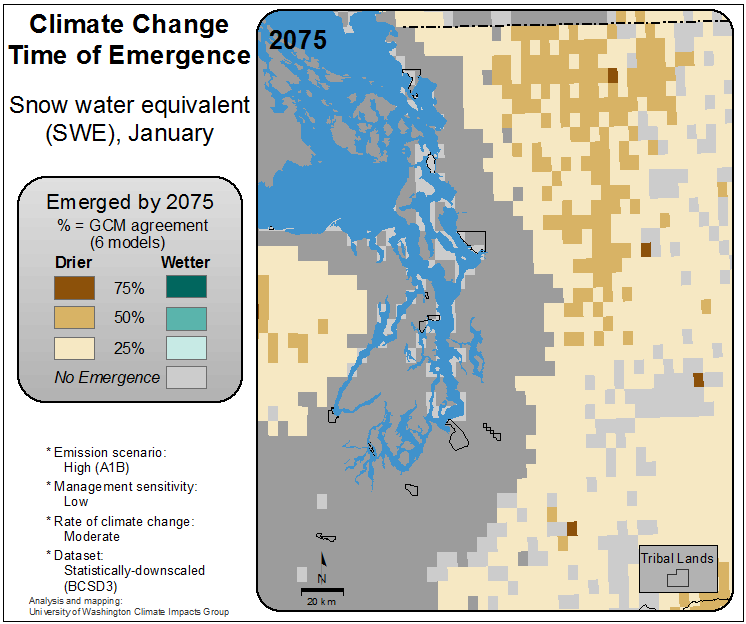 Climate Change
Time of Emergence
Snow water equivalent
(SWE), January
Emerged by 2075
% = GCM agreement
(6 models)
Drier Wetter
75%
50%
25%
No Emergence
* Emission scenario:
High (A1B)
* Management sensitivity:
Low
* Rate of climate change:
Moderate
* Dataset:
Statistically-downscaled
(BCSD3)
Analysis and mapping:
University of Washington Climate Impacts Group
2075
N
20 km
Tribal Lands